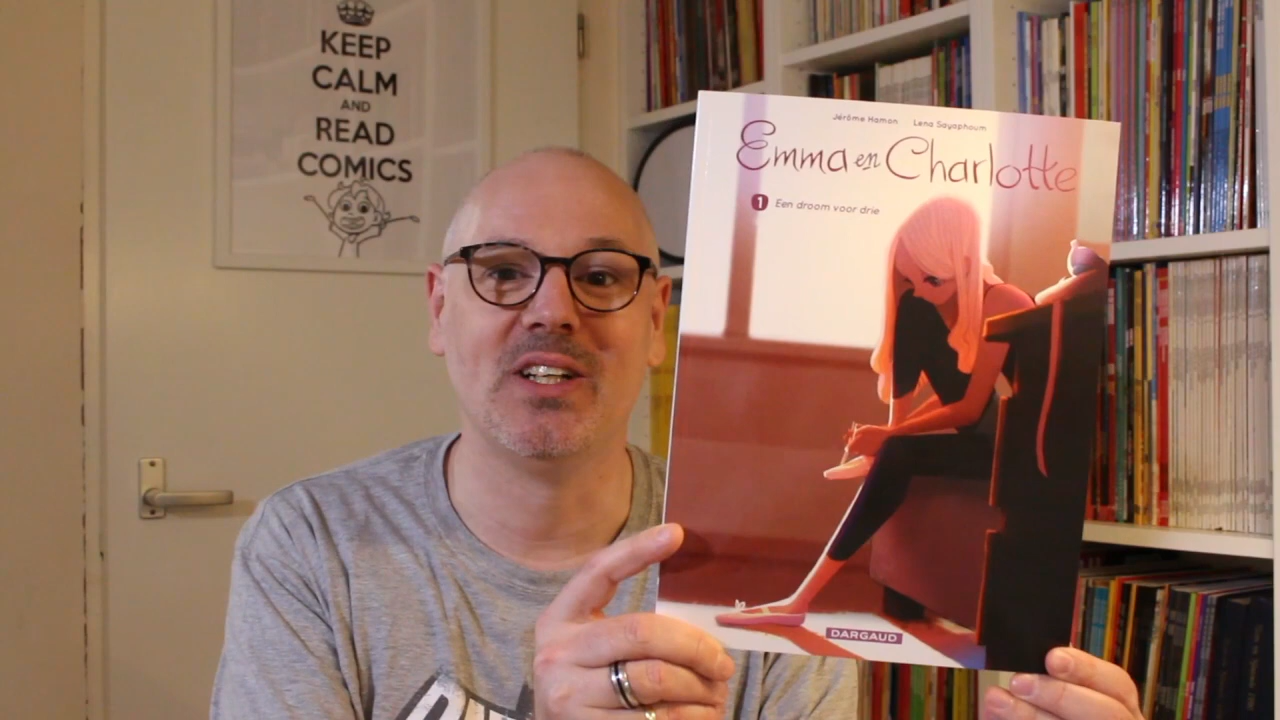 KEEP
CALM
AND
READ
COMICS
Jérôme Hamon Lena Sayaphoum
Emma en Charlotte
1 Een droom voor drie
DARGAUD